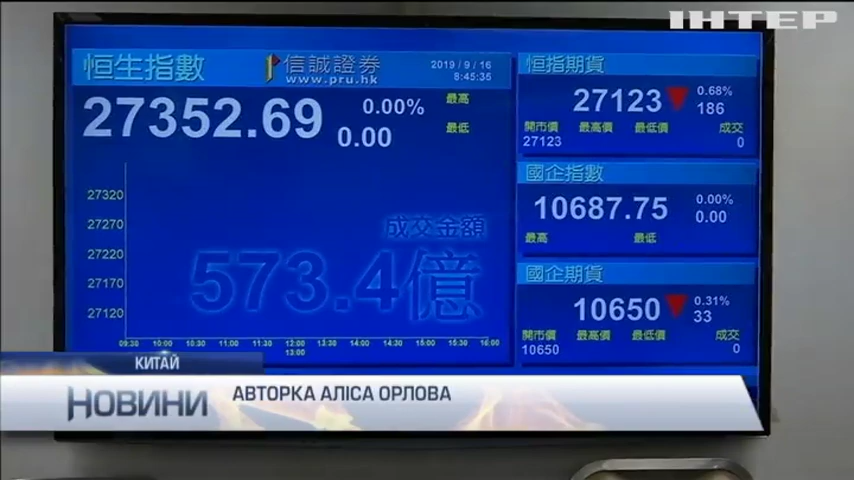 ІНТЕР
恒生指數
信誠證券
www.pru.hk
2019 / 9 / 16
8:45:35
27352.69
0.00%
0.00
最高
最低
27320
27270
27220
27170
27120
成交金額
573.4億
09:30 10:00 10:30 11:00 11:30 12:00 13:30 14:00 14:30 15:00 15:30 16:00
13:00
恒指期貨
27123
0.68%
186
開市價 最高價 最低價 成交
27123 0
國企指數
10687.75
0.00%
0.00
最高 最低
國企期貨
10650
0.31%
33
開市價 最高價 最低價 成交
10650 0
КИТАЙ
НОВИНИ
АВТОРКА АЛІСА ОРЛОВА